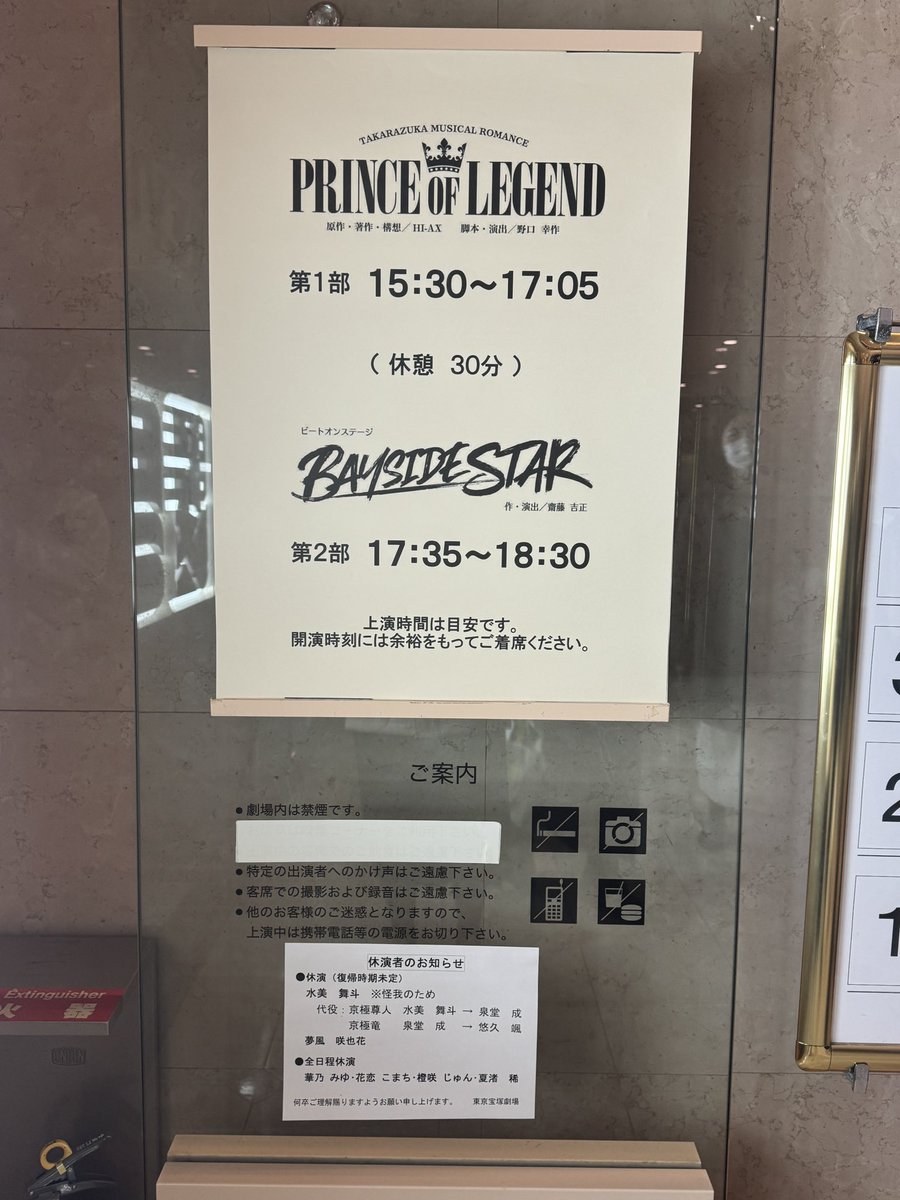 TAKARAZUKA MUSICAL ROMANCE
PRINCE OF LEGEND
原作・著作・構想／HI-AX　脚本・演出／野口 幸作
第1部 15:30～17:05
（ 休憩 30分 ）
ビートオンステージ
BAYSIDE STAR
作・演出／齋藤 吉正
第2部 17:35～18:30
上演時間は目安です。
開演時刻には余裕をもってご着席ください。
ご案内
●劇場内は禁煙です。
●特定の出演者へのかけ声はご遠慮下さい。
●客席での撮影および録音はご遠慮下さい。
●他のお客様のご迷惑となりますので、
上演中は携帯電話等の電源をお切り下さい。
休演者のお知らせ
●休演（復帰時期未定）
水美 舞斗 ※怪我のため
代役：京極尊人 水美 舞斗 → 泉堂 成
京極竜 泉堂 成 → 悠久 颯
夢風 咲也花
●全日程休演
華乃 みゆ・花恋 こまち・橙咲 じゅん・夏渚 稀
何卒ご理解賜りますようお願い申し上げます。 東京宝塚劇場
Extinguisher
火 器
UNION
2
1